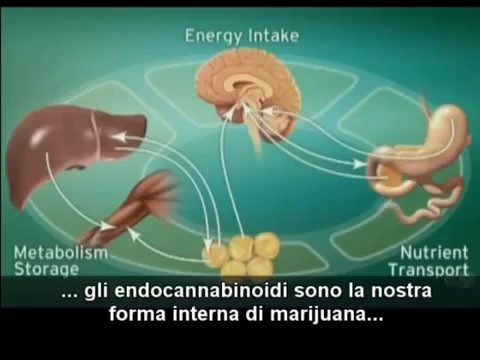 Energy Intake
Metabolism
Storage
Nutrient
Transport
... gli endocannabinoidi sono la nostra
forma interna di marijuana...